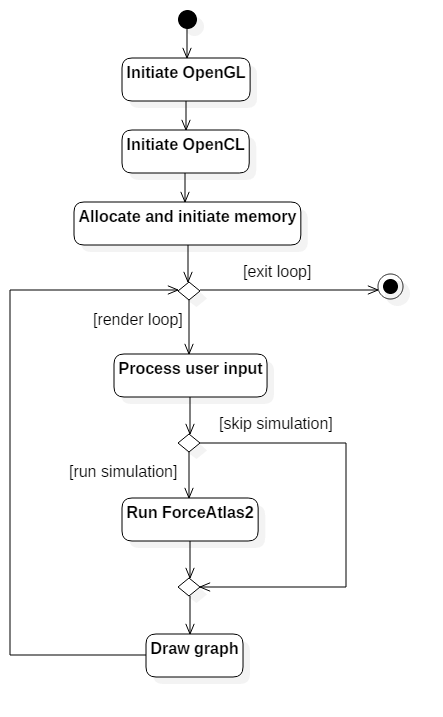 Initiate OpenGL
Initiate OpenCL
Allocate and initiate memory
[exit loop]
[render loop]
Process user input
[skip simulation]
[run simulation]
Run ForceAtlas2
Draw graph